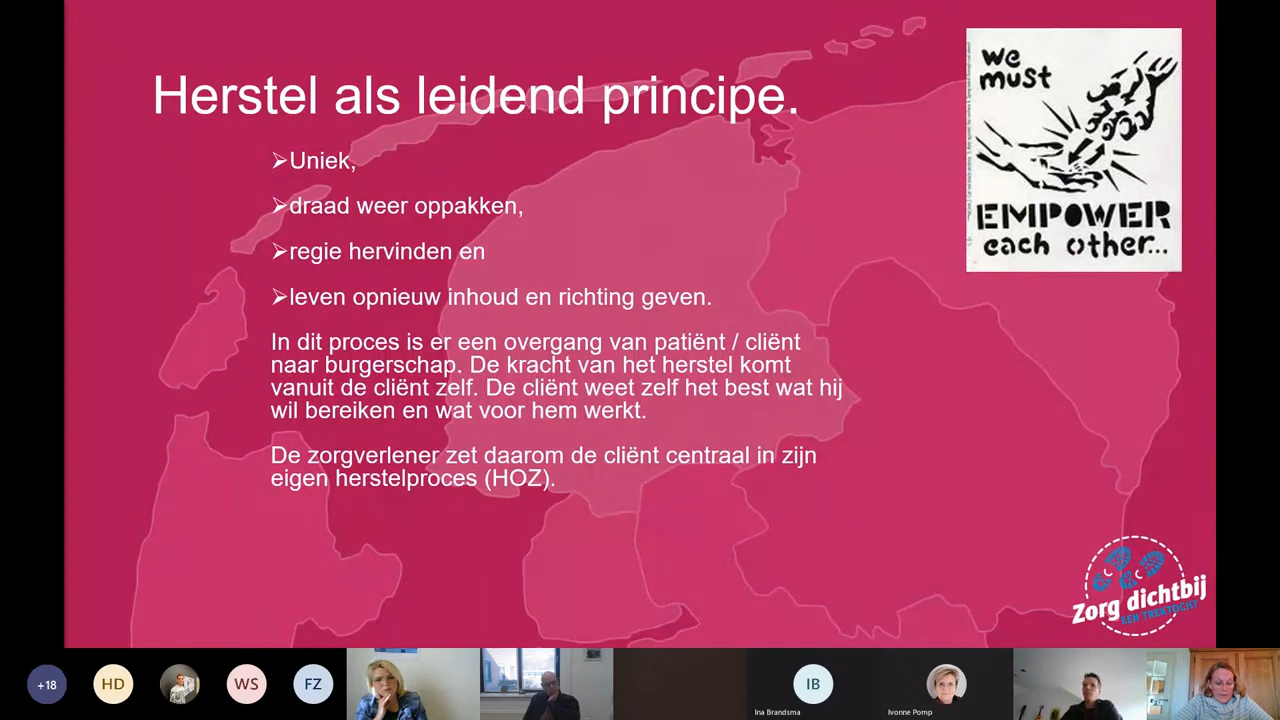 Herstel als leidend principe.
➢Uniek,
➢draad weer oppakken,
➢regie hervinden en
➢leven opnieuw inhoud en richting geven.
In dit proces is er een overgang van patiënt / cliënt
naar burgerschap. De kracht van het herstel komt
vanuit de cliënt zelf. De cliënt weet zelf het best wat hij
wil bereiken en wat voor hem werkt.
De zorgverlener zet daarom de cliënt centraal in zijn
eigen herstelproces (HOZ).
we
must
EMPOWER
each other...
Zorg dichtbij
EEN TREKTOCHT
+18
HD
WS
FZ
IB
Ina Brandsma
Ivonne Pomp